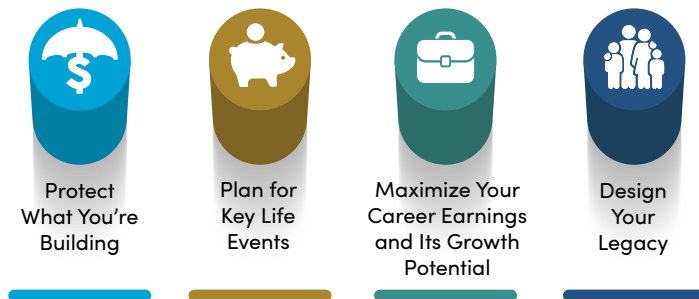 $
Protect
What You’re
Building
Plan for
Key Life
Events
Maximize Your
Career Earnings
and Its Growth
Potential
Design
Your
Legacy